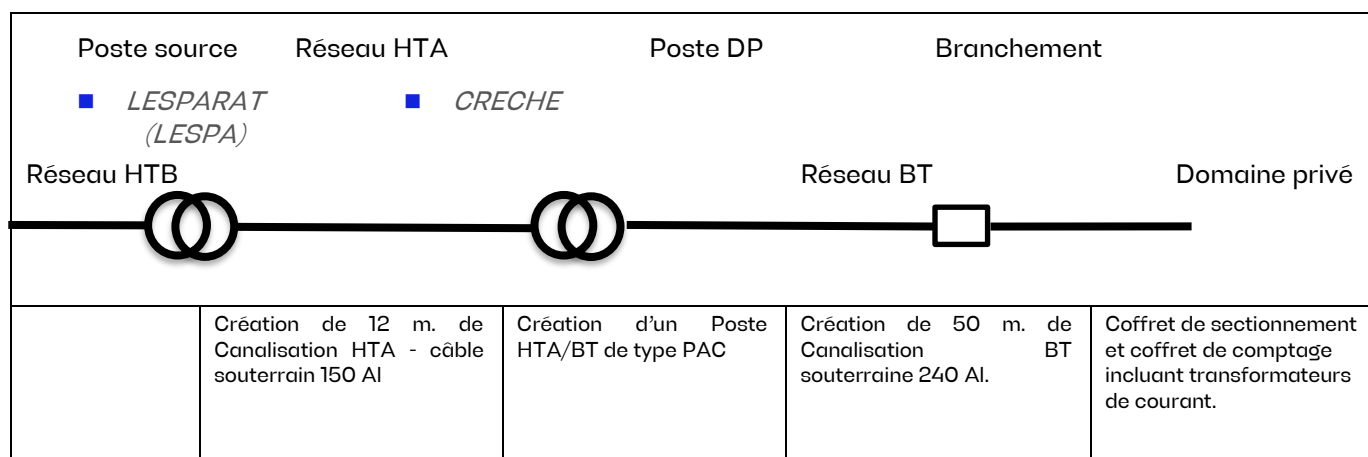 Poste source Réseau HTA Poste DP Branchement
LESPARAT CRECHE
(LESPA)
Réseau HTB Réseau BT Domaine privé
Création de 12 m. de
Canalisation HTA - câble
souterrain 150 Al
Création d'un Poste
HTA/BT de type PAC
Création de 50 m. de
Canalisation BT
souterraine 240 Al.
Coffret de sectionnement
et coffret de comptage
incluant transformateurs
de courant.